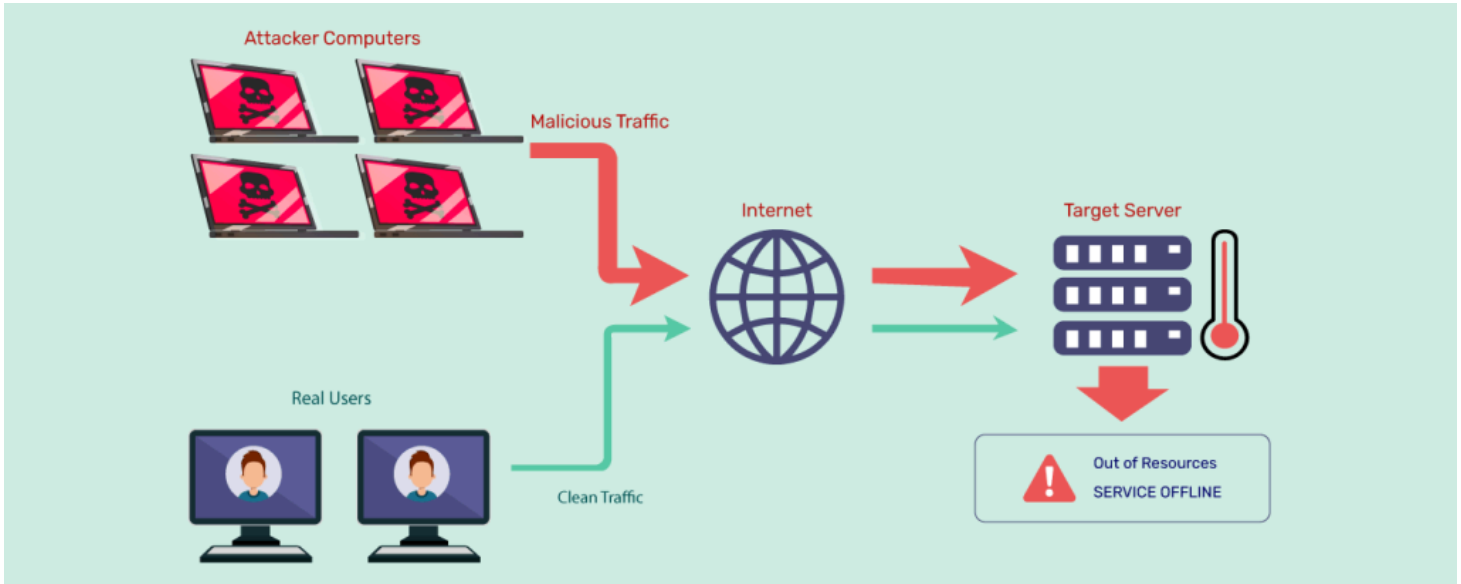 Attacker Computers
Malicious Traffic
Internet
Target Server
Real Users
Clean Traffic
Out of Resources
SERVICE OFFLINE